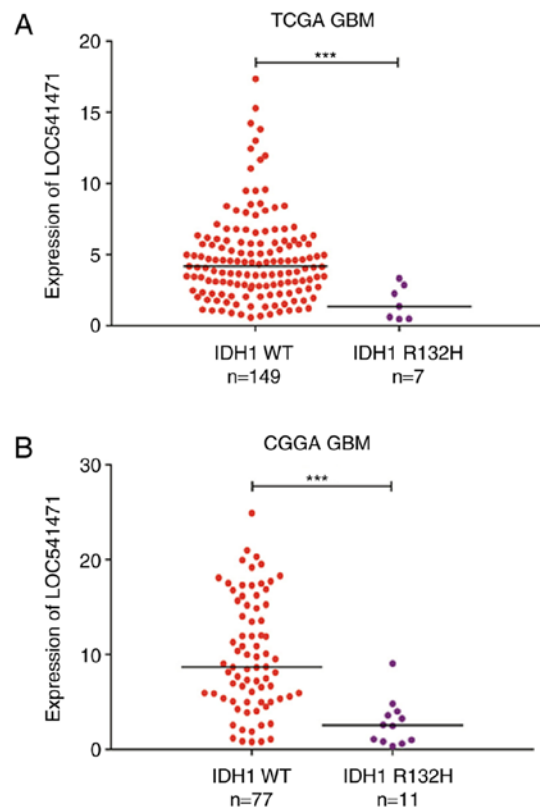 A
TCGA GBM
Expression of LOC541471
20
15
10
5
0
***
IDH1 WT
n=149
IDH1 R132H
n=7
B
CGGA GBM
Expression of LOC541471
30
20
10
0
***
IDH1 WT
n=77
IDH1 R132H
n=11